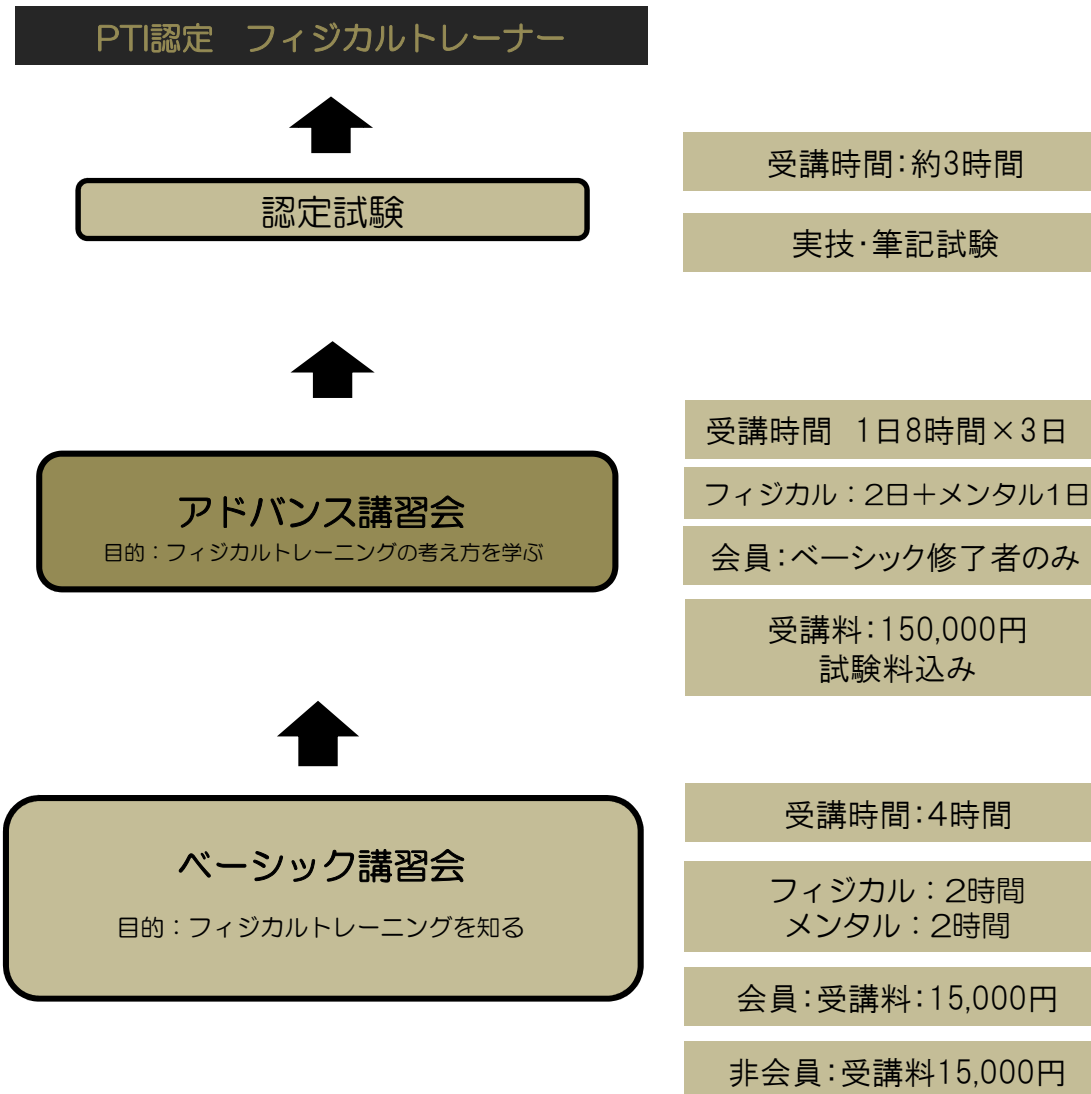 PTI認定　フィジカルトレーナー
認定試験
受講時間：約3時間
実技・筆記試験
アドバンス講習会
目的：フィジカルトレーニングの考え方を学ぶ
受講時間　1日8時間×3日
フィジカル：2日＋メンタル1日
会員：ベーシック修了者のみ
受講料：150,000円
試験料込み
ベーシック講習会
目的：フィジカルトレーニングを知る
受講時間：4時間
フィジカル：2時間
メンタル：2時間
会員：受講料：15,000円
非会員：受講料15,000円